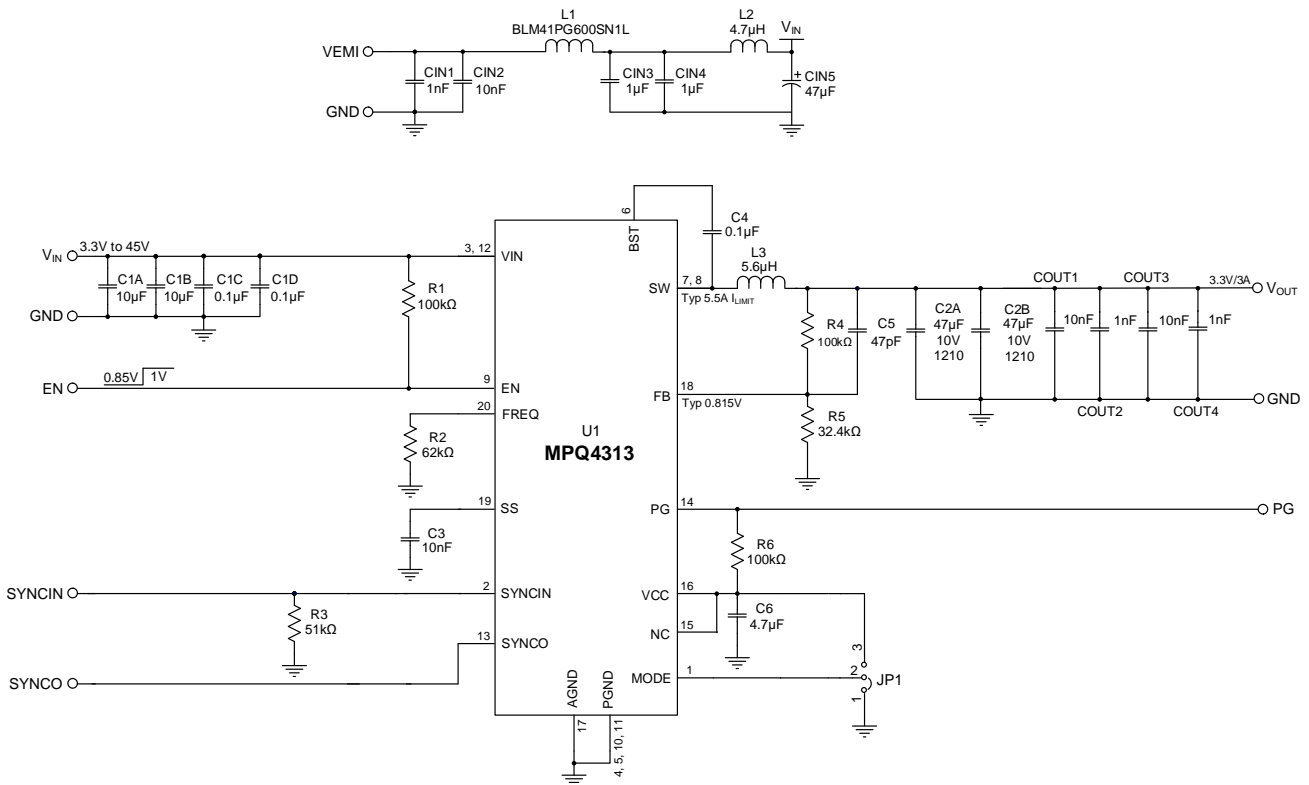 L1
BLM41PG600SN1L
L2
4.7µH
VIN
VEMI
CIN1
1nF
CIN2
10nF
CIN3
1µF
CIN4
1µF
+
CIN5
47µF
GND
VIN
3.3V to 45V
C1A
10µF
C1B
10µF
C1C
0.1µF
C1D
0.1µF
GND
R1
100kΩ
EN
0.85V
1V
R2
62kΩ
C3
10nF
SYNCIN
R3
51kΩ
SYNCO
3, 12
VIN
9
EN
20
FREQ
19
SS
2
SYNCIN
13
SYNCO
U1
MPQ4313
6
BST
SW
7, 8
Typ 5.5A ILIMIT
FB
18
Typ 0.815V
PG
14
VCC
16
NC
15
MODE
1
AGND
17
PGND
4, 5, 10, 11
C4
0.1µF
L3
5.6µH
R4
100kΩ
C5
47pF
R5
32.4kΩ
C2A
47µF
10V
1210
C2B
47µF
10V
1210
COUT1
10nF
1nF
COUT2
COUT3
10nF
1nF
COUT4
3.3V/3A
VOUT
GND
PG
R6
100kΩ
C6
4.7µF
3
2
1
JP1